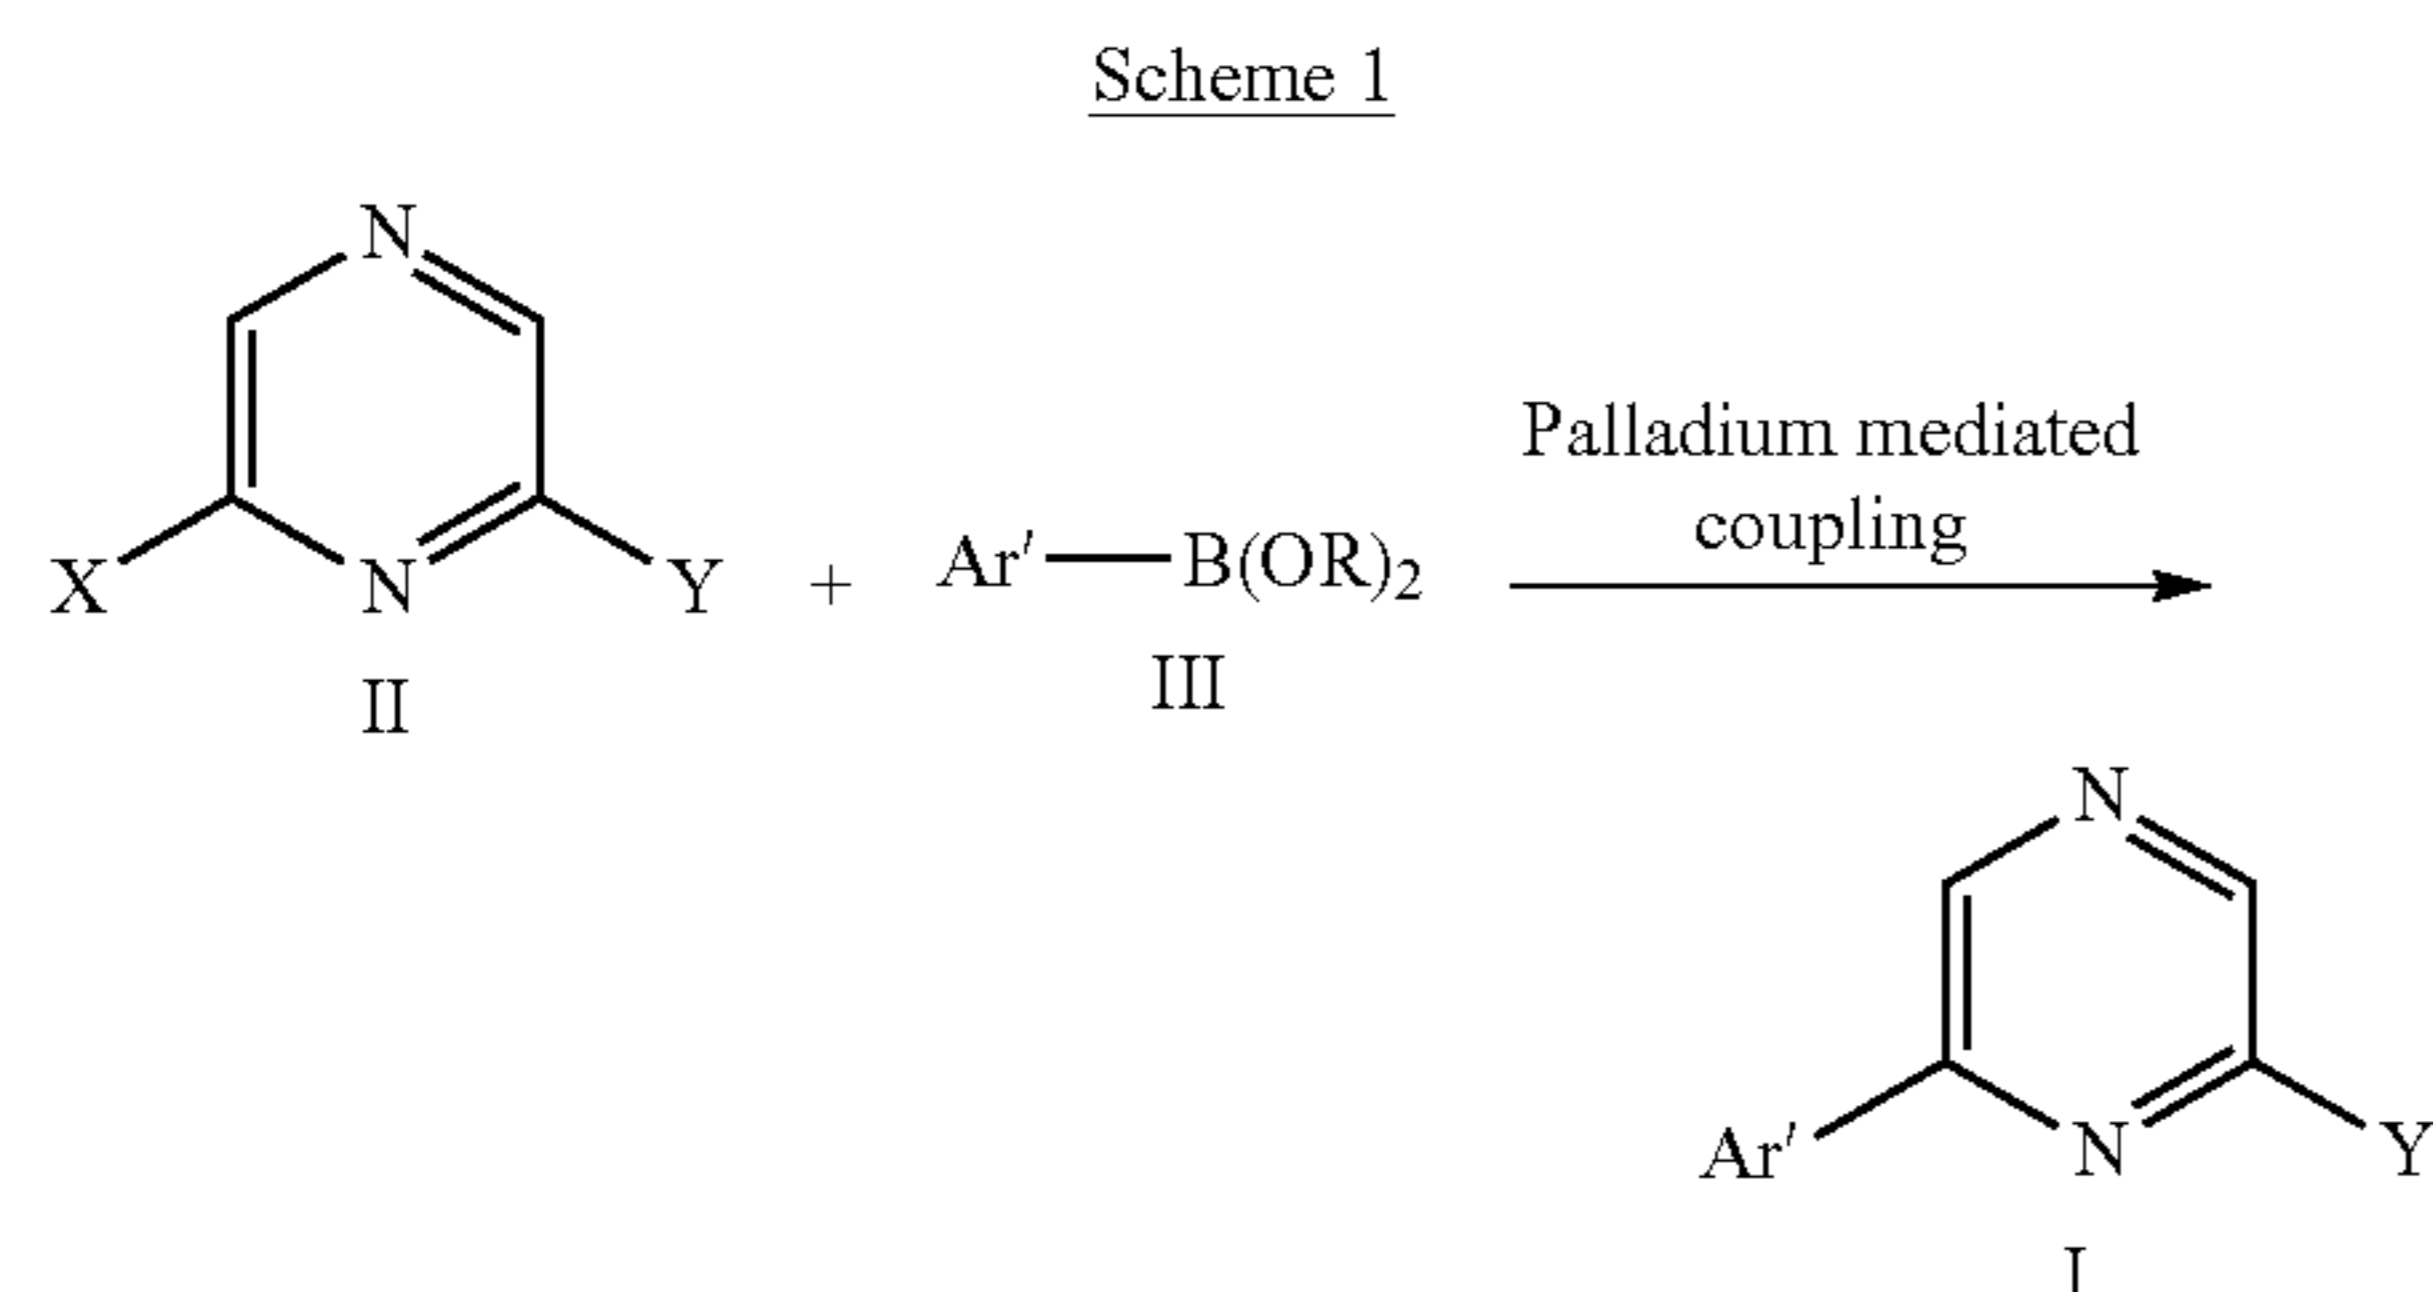 Scheme 1
N
X
N
Y
+
Ar′
B(OR)2
Palladium mediated
coupling
II
III
N
Ar′
N
Y
I